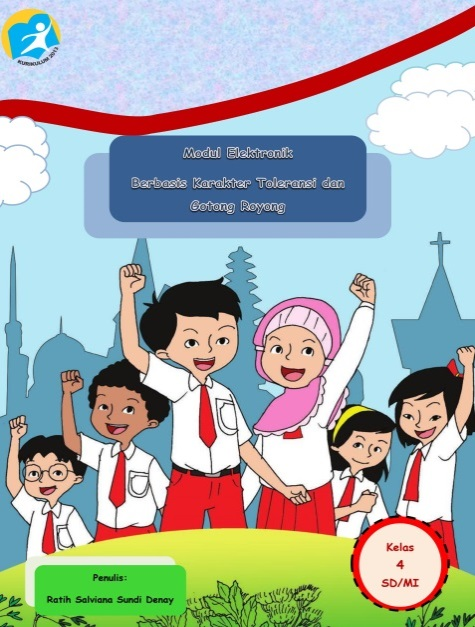 KURIKULUM 2013
Modul Elektronik
Berbasis Karakter Toleransi dan
Gotong Royong
Kelas
4
SD/MI
Penulis:
Ratih Salviana Sundi Denay